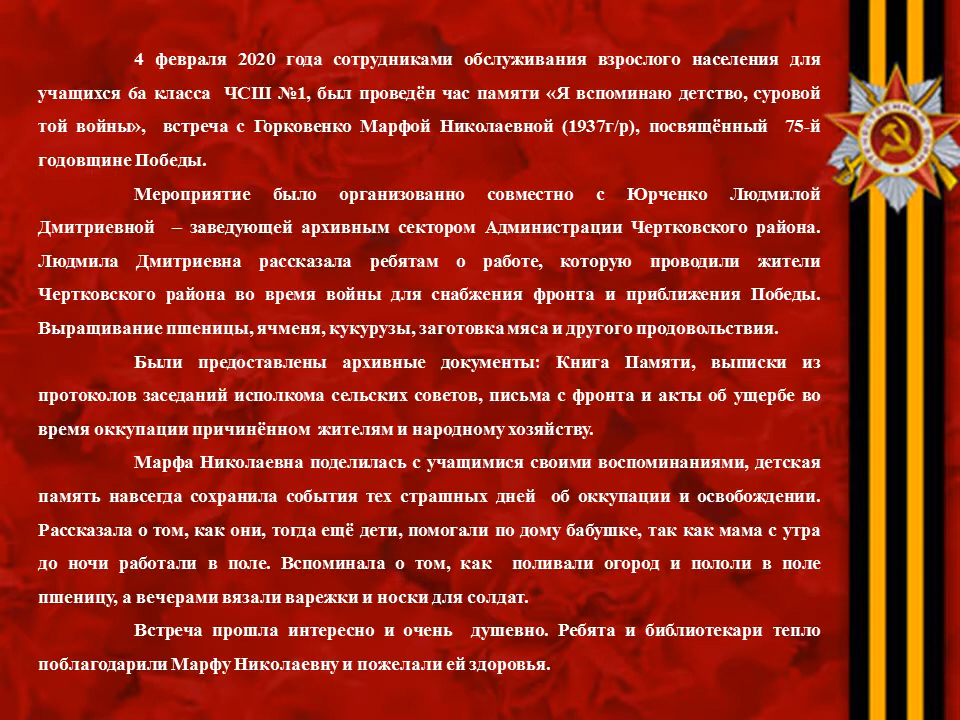 4 февраля 2020 года сотрудниками обслуживания взрослого населения для
учащихся 6а класса ЧСШ №1, был проведён час памяти «Я вспоминаю детство, суровой
той войны», встреча с Горковенко Марфой Николаевной (1937г/р), посвящённый 75-й
годовщине Победы.
Мероприятие было организованно совместно с Юрченко Людмилой
Дмитриевной – заведующей архивным сектором Администрации Чертковского района.
Людмила Дмитриевна рассказала ребятам о работе, которую проводили жители
Чертковского района во время войны для снабжения фронта и приближения Победы.
Выращивание пшеницы, ячменя, кукурузы, заготовка мяса и другого продовольствия.
Были предоставлены архивные документы: Книга Памяти, выписки из
протоколов заседаний исполкома сельских советов, письма с фронта и акты об ущербе во
время оккупации причинённом жителям и народному хозяйству.
Марфа Николаевна поделилась с учащимися своими воспоминаниями, детская
память навсегда сохранила события тех страшных дней об оккупации и освобождении.
Рассказала о том, как они, тогда ещё дети, помогали по дому бабушке, так как мама с утра
до ночи работали в поле. Вспоминала о том, как поливали огород и пололи в поле
пшеницу, а вечерами вязали варежки и носки для солдат.
Встреча прошла интересно и очень душевно. Ребята и библиотекари тепло
поблагодарили Марфу Николаевну и пожелали ей здоровья.